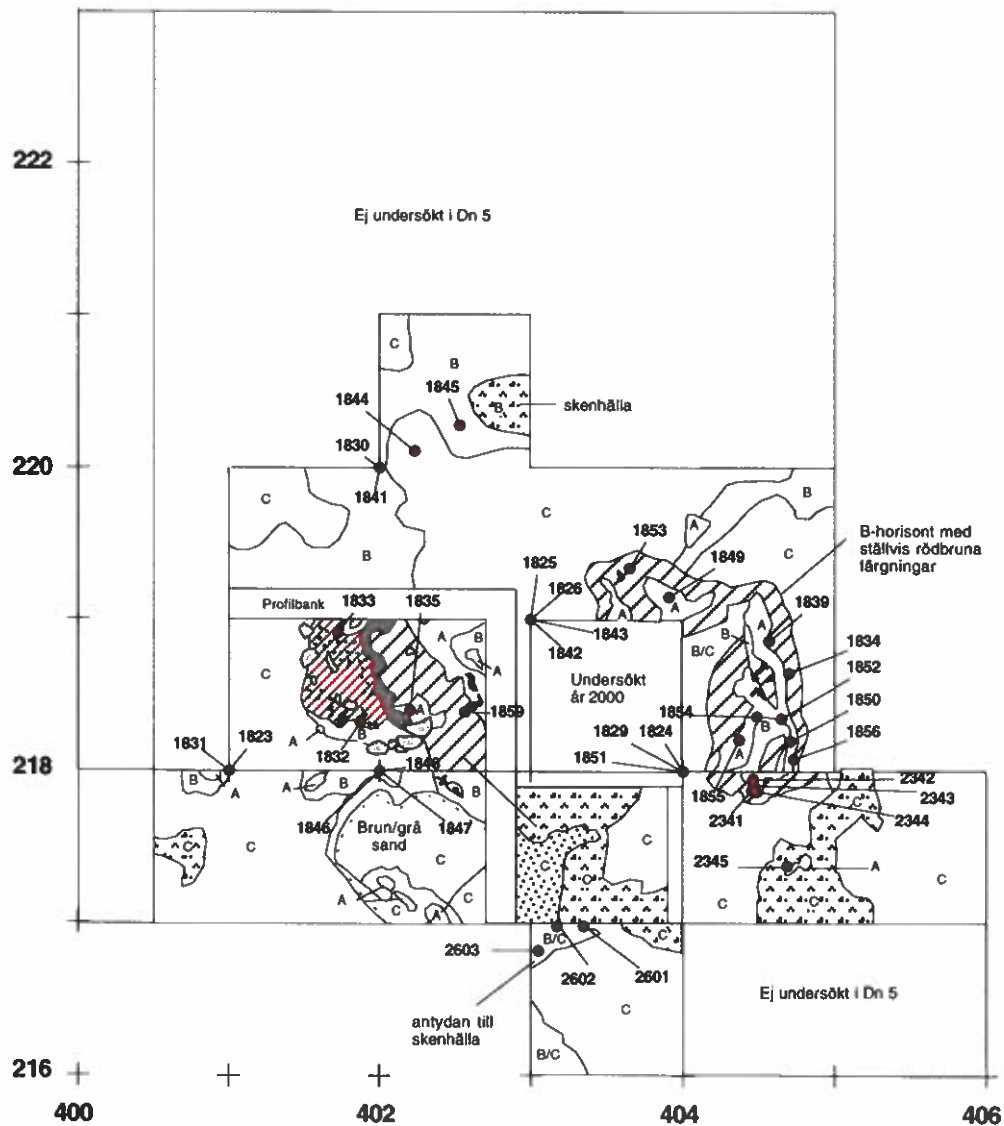 222
Ej undersökt i Dn 5
C
B
1845
1844
B
skenhälla
1830
220
1841
C
B
C
A
B
1853
1849
C
B-horisont med
ställvis rödbruna
färgningar
1825
1826
A
A
1839
Profilbank
1833
1835
1843
1842
A
B
A
A
B
B/C
1834
C
Undersökt
år 2000
1852
1854
1859
A
B
1850
1831
1823
A
B
1832
1848
1829
1824
A
1856
218
1851
B
A
A
B
A
B
1855
2342
2343
2341
2344
1846
1847
Brun/grå
sand
C
C
C
C
C
C
C
2345
A
C
A
C
A
C
C
C
C
2603
B/C
2602
2601
Ej undersökt i Dn 5
antydan till
skenhälla
C
B/C
216
400
402
404
406